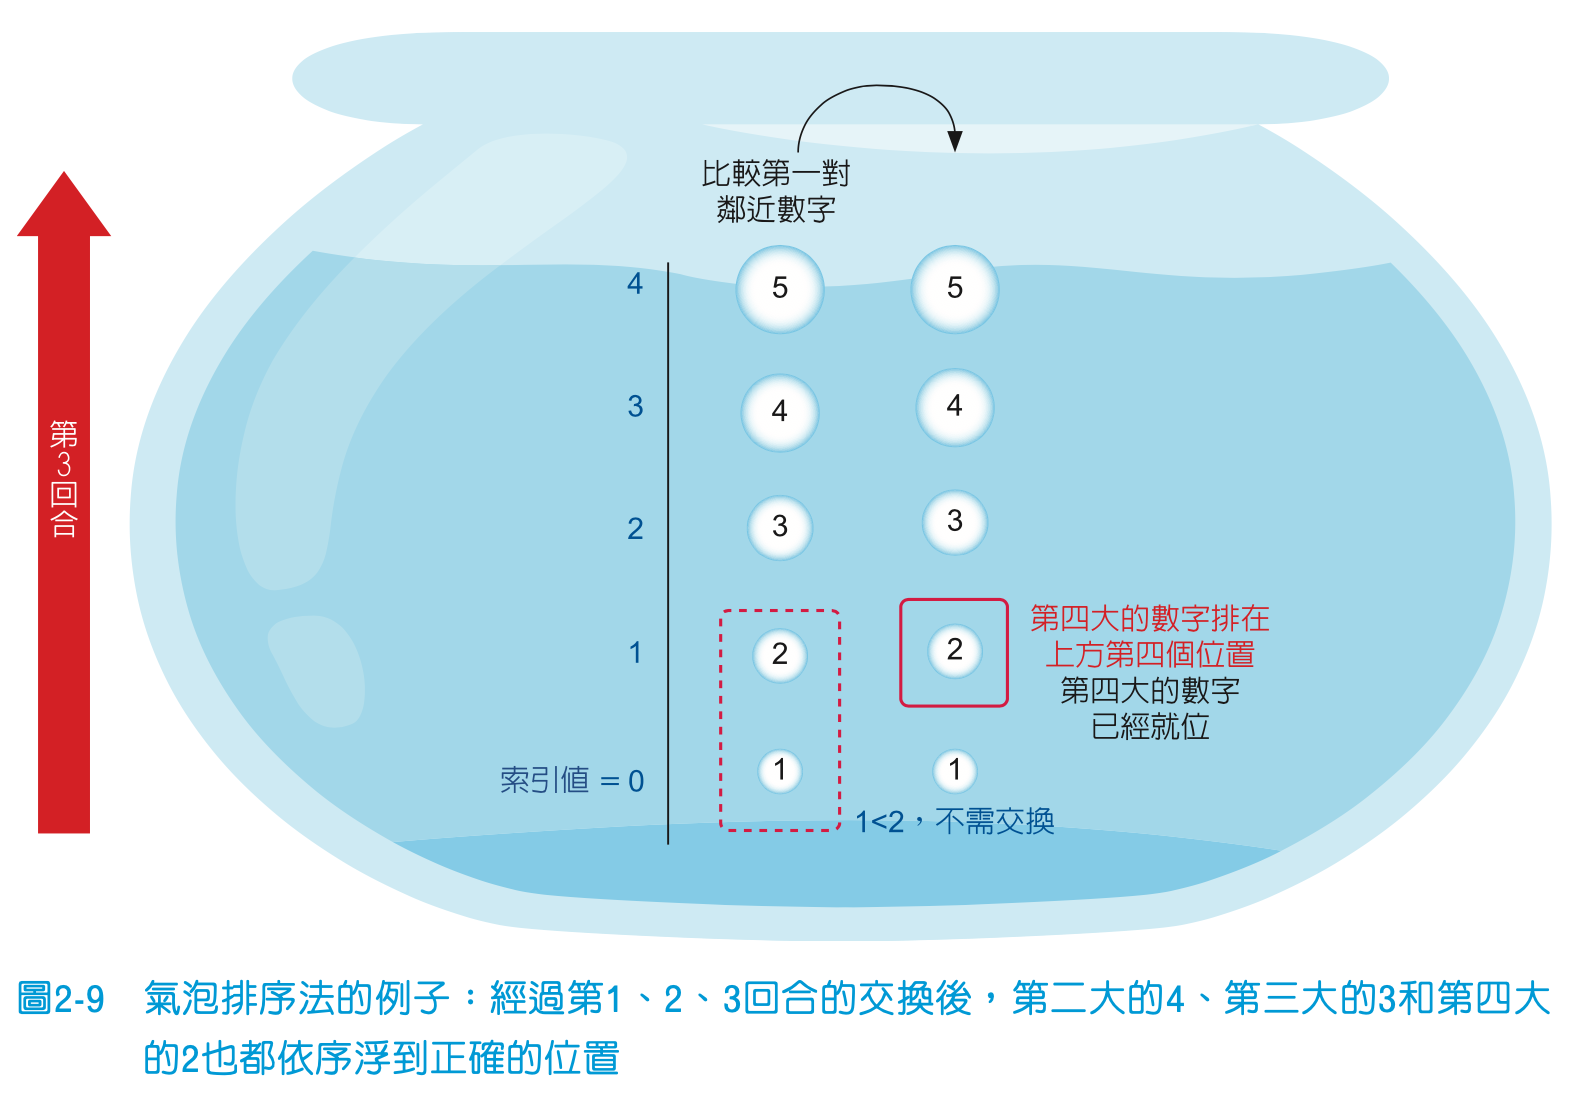 比較第一對
鄰近數字
4 5 5
3 4 4
2 3 3
1 2 2
第四大的數字排在
上方第四個位置
第四大的數字
已經就位
索引值 = 0 1 1
1<2，不需交換
第3回合
圖2-9 氣泡排序法的例子：經過第1、2、3回合的交換後，第二大的4、第三大的3和第四大
的2也都依序浮到正確的位置